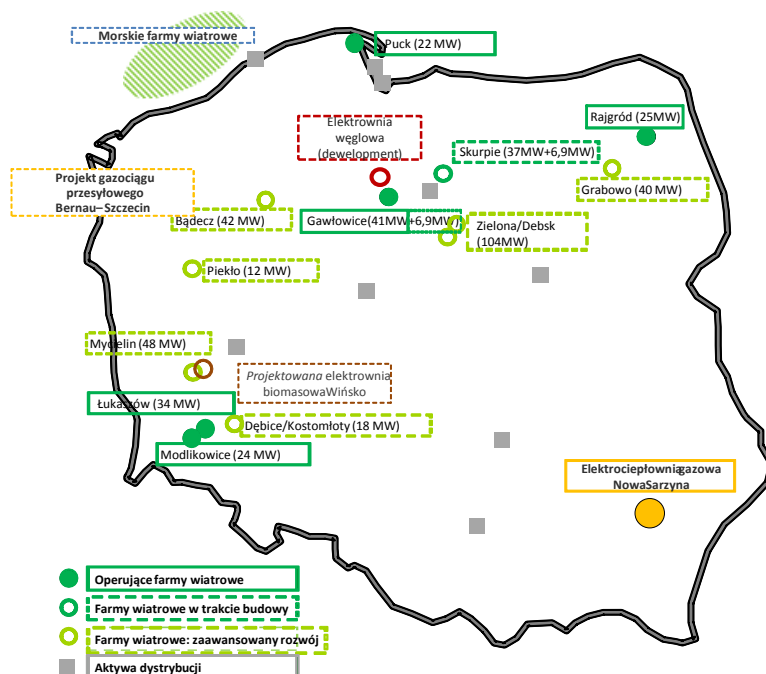 Morskie farmy wiatrowe
Puck (22 MW)
Rajgród (25MW)
Elektrownia
węglowa
(dewelopment)
Skurpie (37MW+6,9MW)
Grabowo (40 MW)
Projekt gazociągu
przesyłowego
Bernau–Szczecin
Bądecz (42 MW)
Gawłowice (41MW+6,9MW)
Zielona/Debsk
(104MW)
Piekło (12 MW)
Mycielin (48 MW)
Projektowana elektrownia
biomasowaWińsko
Łukaszów (34 MW)
Dębice/Kostomłoty (18 MW)
Modlikowice (24 MW)
Elektrociepłowniagazowa
NowaSarzyna
Operujące farmy wiatrowe
Farmy wiatrowe w trakcie budowy
Farmy wiatrowe: zaawansowany rozwój
Aktywa dystrybucji